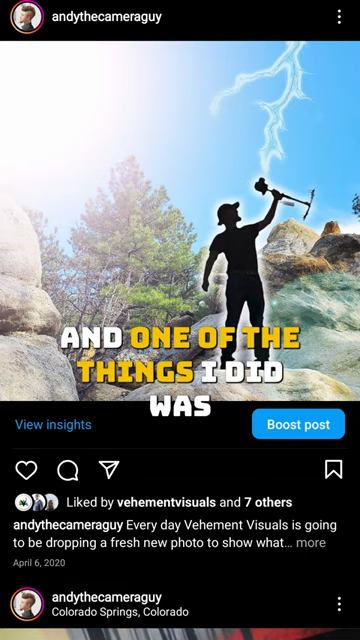 andythecameraguy
AND ONE OF THE
THINGS I DID
WAS
View insights
Boost post
Liked by vehementvisuals and 7 others
andythecameraguy Every day Vehement Visuals is going
to be dropping a fresh new photo to show what... more
April 6, 2020
andythecameraguy
Colorado Springs, Colorado